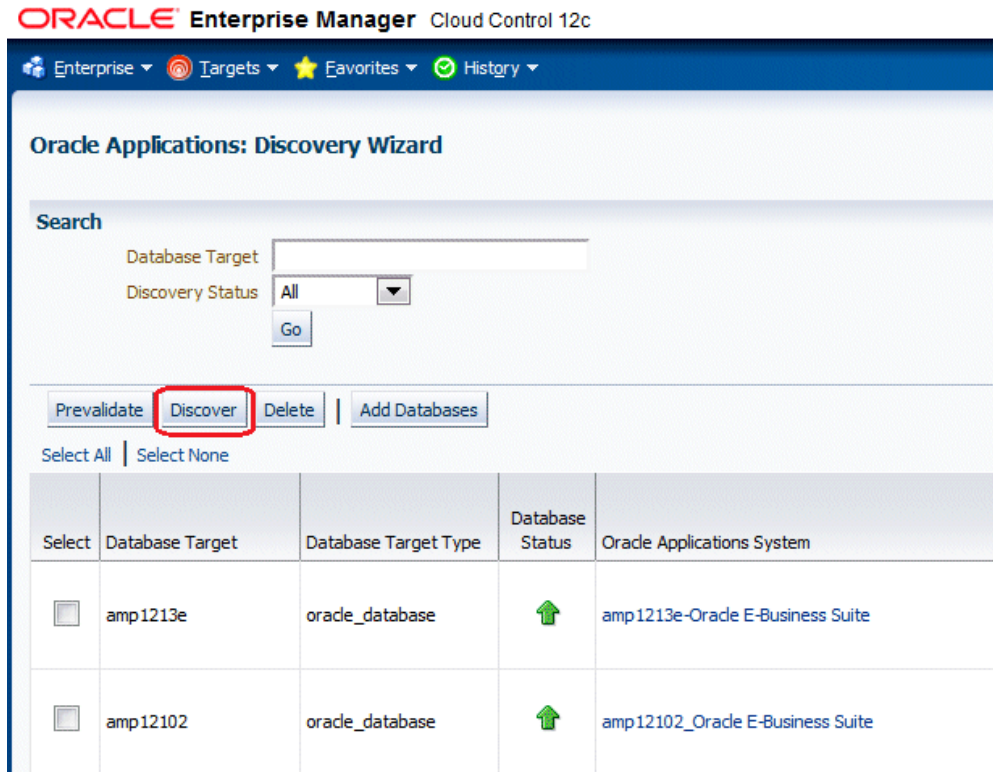 ORACLE Enterprise Manager Cloud Control 12c
Enterprise Targets Favorites History
Oracle Applications: Discovery Wizard
Search
Database Target
Discovery Status All
Go
Prevalidate Discover Delete | Add Databases
Select All | Select None
Select Database Target Database Target Type Database Status Oracle Applications System
amp1213e oracle_database amp1213e-Oracle E-Business Suite
amp12102 oracle_database amp12102_Oracle E-Business Suite